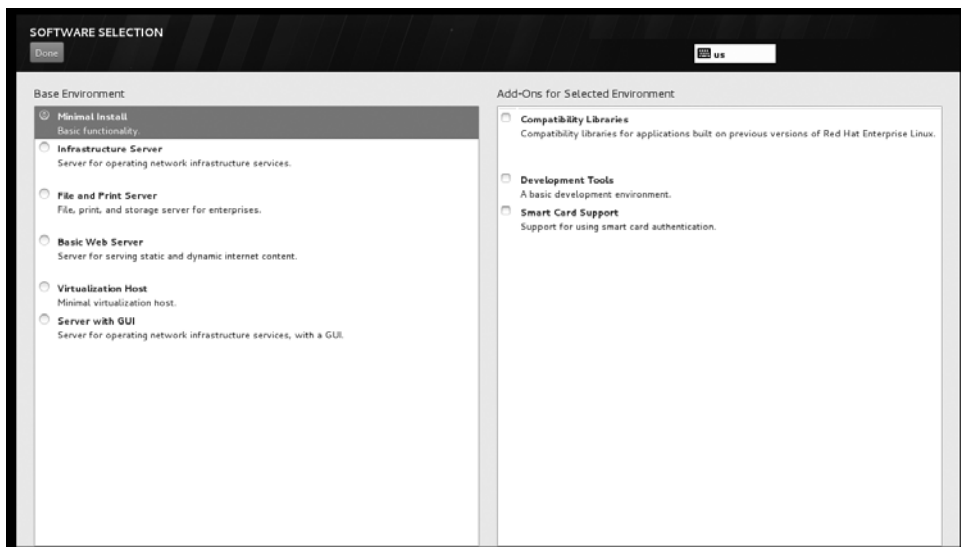 SOFTWARE SELECTION
Done
us
Base Environment
Minimal Install
Basic functionality.
Infrastructure Server
Server for operating network infrastructure services.
File and Print Server
File, print, and storage server for enterprises.
Basic Web Server
Server for serving static and dynamic internet content.
Virtualization Host
Minimal virtualization host.
Server with GUI
Server for operating network infrastructure services, with a GUI.
Add-Ons for Selected Environment
Compatibility Libraries
Compatibility libraries for applications built on previous versions of Red Hat Enterprise Linux.
Development Tools
A basic development environment.
Smart Card Support
Support for using smart card authentication.